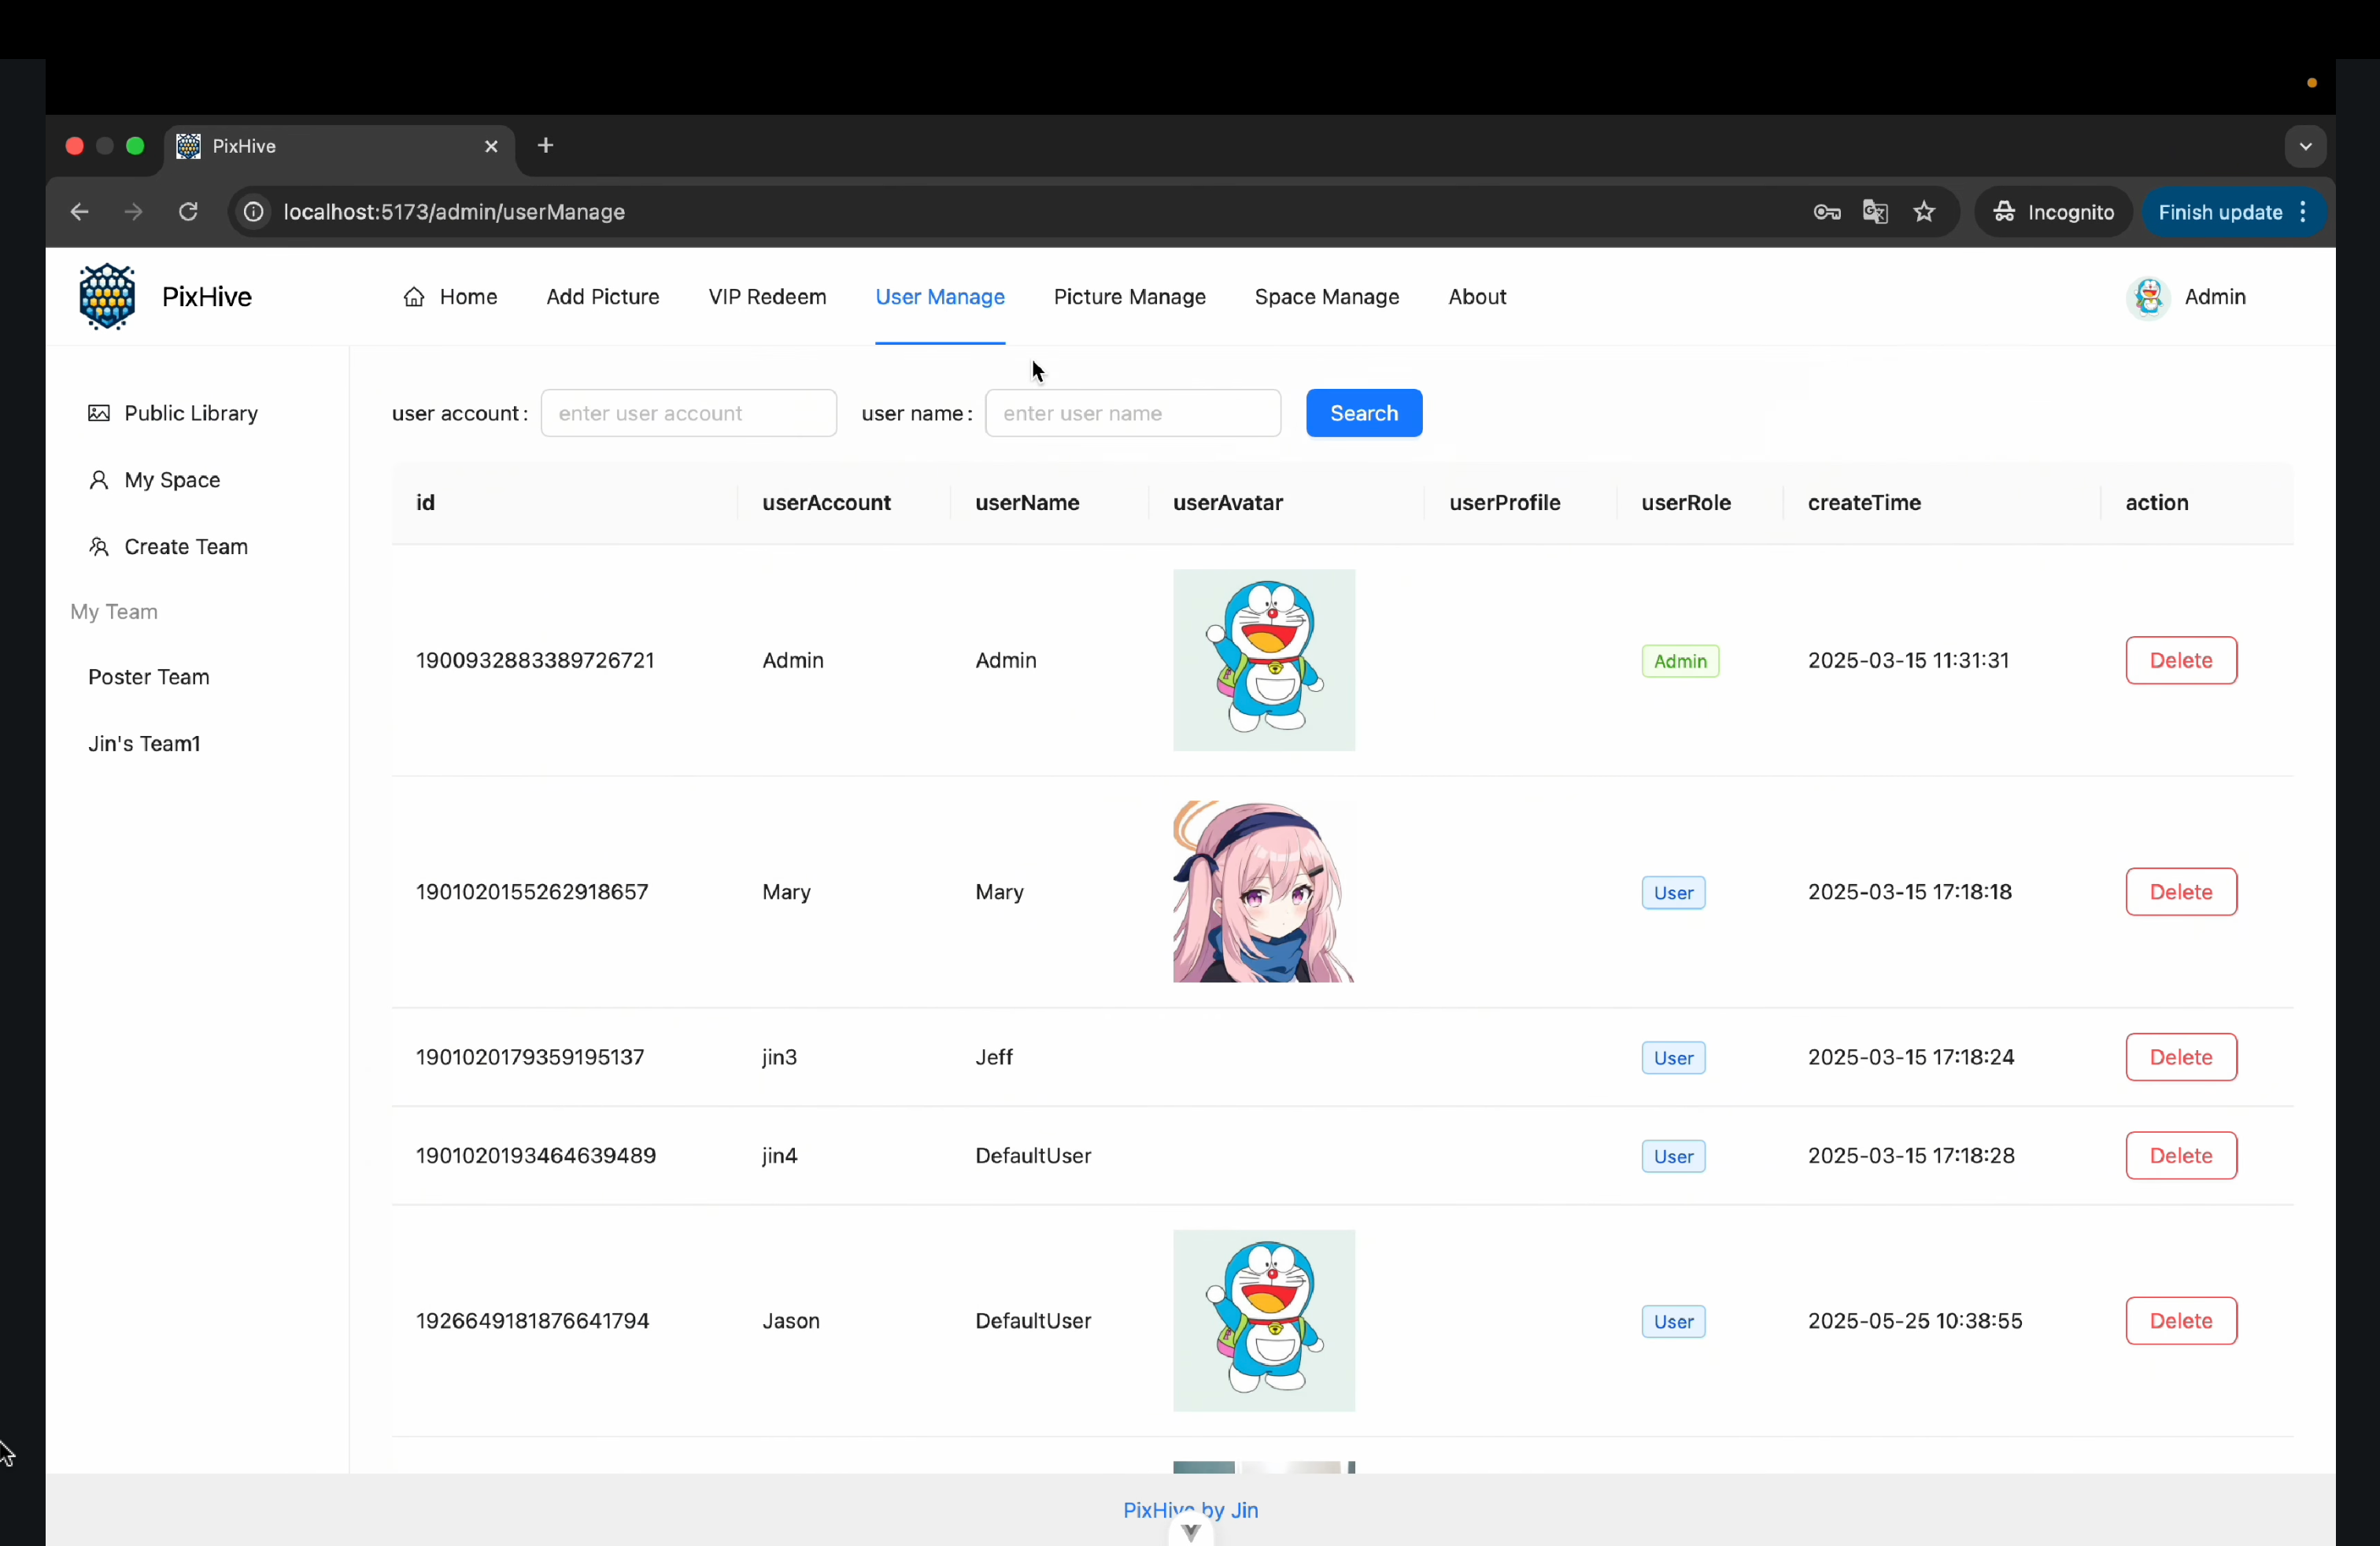 PixHive
localhost:5173/admin/userManage
Incognito
Finish update
PixHive
Home
Add Picture
VIP Redeem
User Manage
Picture Manage
Space Manage
About
Admin
Public Library
My Space
Create Team
My Team
Poster Team
Jin's Team1
user account :
enter user account
user name :
enter user name
Search
id userAccount userName userAvatar userProfile userRole createTime action
1900932883389726721 Admin Admin Admin 2025-03-15 11:31:31 Delete
1901020155262918657 Mary Mary User 2025-03-15 17:18:18 Delete
1901020179359195137 jin3 Jeff User 2025-03-15 17:18:24 Delete
1901020193464639489 jin4 DefaultUser User 2025-03-15 17:18:28 Delete
1926649181876641794 Jason DefaultUser User 2025-05-25 10:38:55 Delete
PixHive by Jin